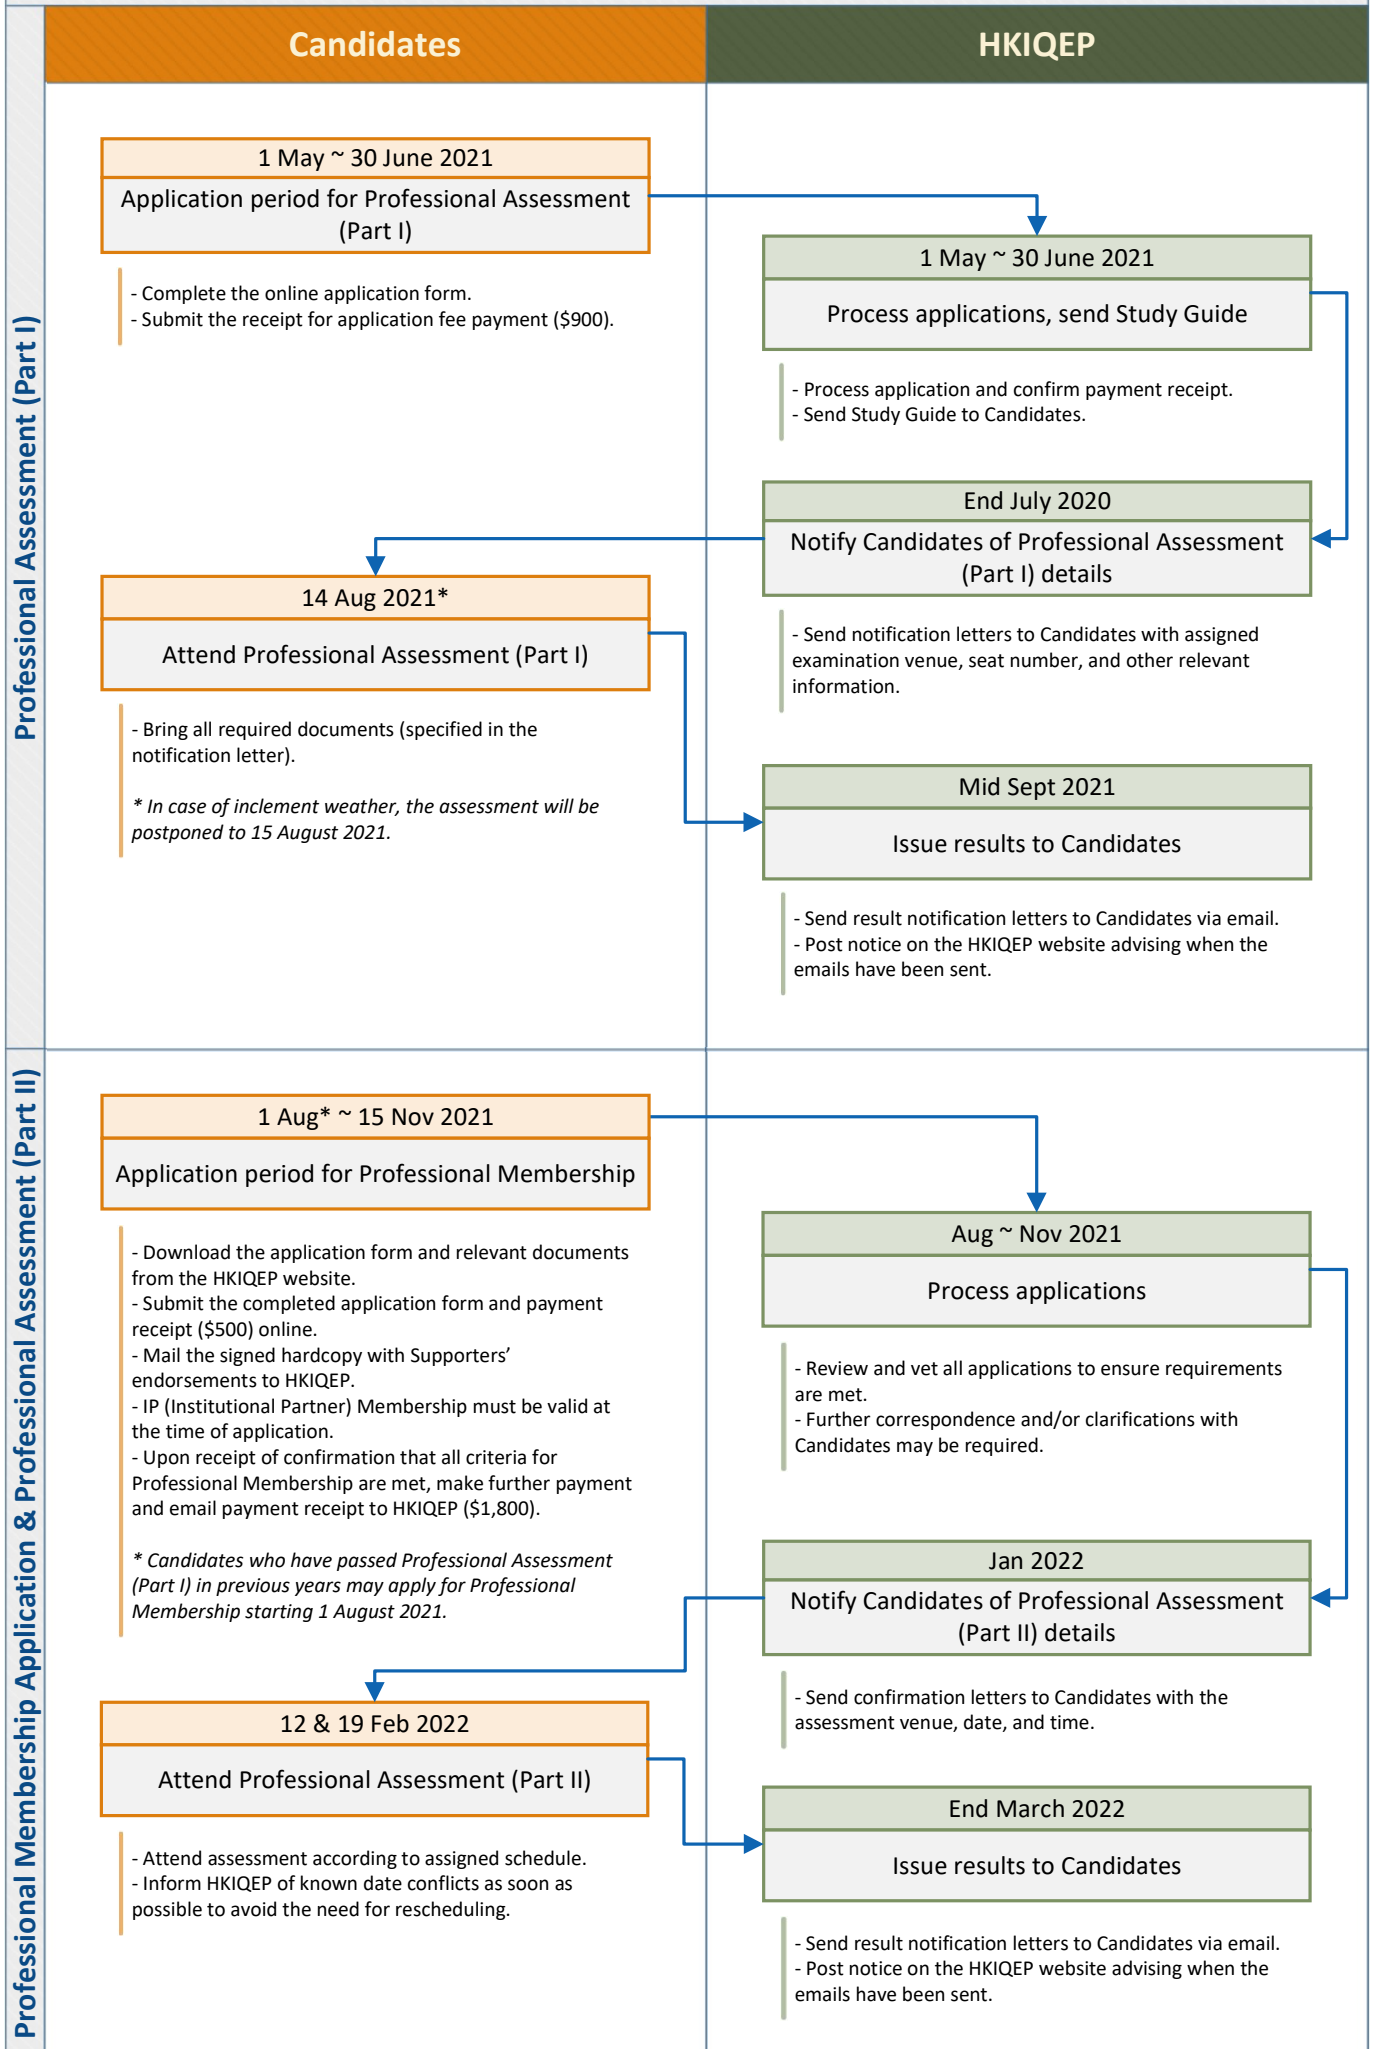 Candidates
HKIQEP
Professional Assessment (Part I)
1 May ~ 30 June 2021
Application period for Professional Assessment
(Part I)
- Complete the online application form.
- Submit the receipt for application fee payment ($900).
1 May ~ 30 June 2021
Process applications, send Study Guide
- Process application and confirm payment receipt.
- Send Study Guide to Candidates.
End July 2020
Notify Candidates of Professional Assessment
(Part I) details
- Send notification letters to Candidates with assigned
examination venue, seat number, and other relevant
information.
14 Aug 2021*
Attend Professional Assessment (Part I)
- Bring all required documents (specified in the
notification letter).
* In case of inclement weather, the assessment will be
postponed to 15 August 2021.
Mid Sept 2021
Issue results to Candidates
- Send result notification letters to Candidates via email.
- Post notice on the HKIQEP website advising when the
emails have been sent.
Professional Membership Application & Professional Assessment (Part II)
1 Aug* ~ 15 Nov 2021
Application period for Professional Membership
- Download the application form and relevant documents
from the HKIQEP website.
- Submit the completed application form and payment
receipt ($500) online.
- Mail the signed hardcopy with Supporters’
endorsements to HKIQEP.
- IP (Institutional Partner) Membership must be valid at
the time of application.
- Upon receipt of confirmation that all criteria for
Professional Membership are met, make further payment
and email payment receipt to HKIQEP ($1,800).
* Candidates who have passed Professional Assessment
(Part I) in previous years may apply for Professional
Membership starting 1 August 2021.
Aug ~ Nov 2021
Process applications
- Review and vet all applications to ensure requirements
are met.
- Further correspondence and/or clarifications with
Candidates may be required.
Jan 2022
Notify Candidates of Professional Assessment
(Part II) details
- Send confirmation letters to Candidates with the
assessment venue, date, and time.
12 & 19 Feb 2022
Attend Professional Assessment (Part II)
- Attend assessment according to assigned schedule.
- Inform HKIQEP of known date conflicts as soon as
possible to avoid the need for rescheduling.
End March 2022
Issue results to Candidates
- Send result notification letters to Candidates via email.
- Post notice on the HKIQEP website advising when the
emails have been sent.